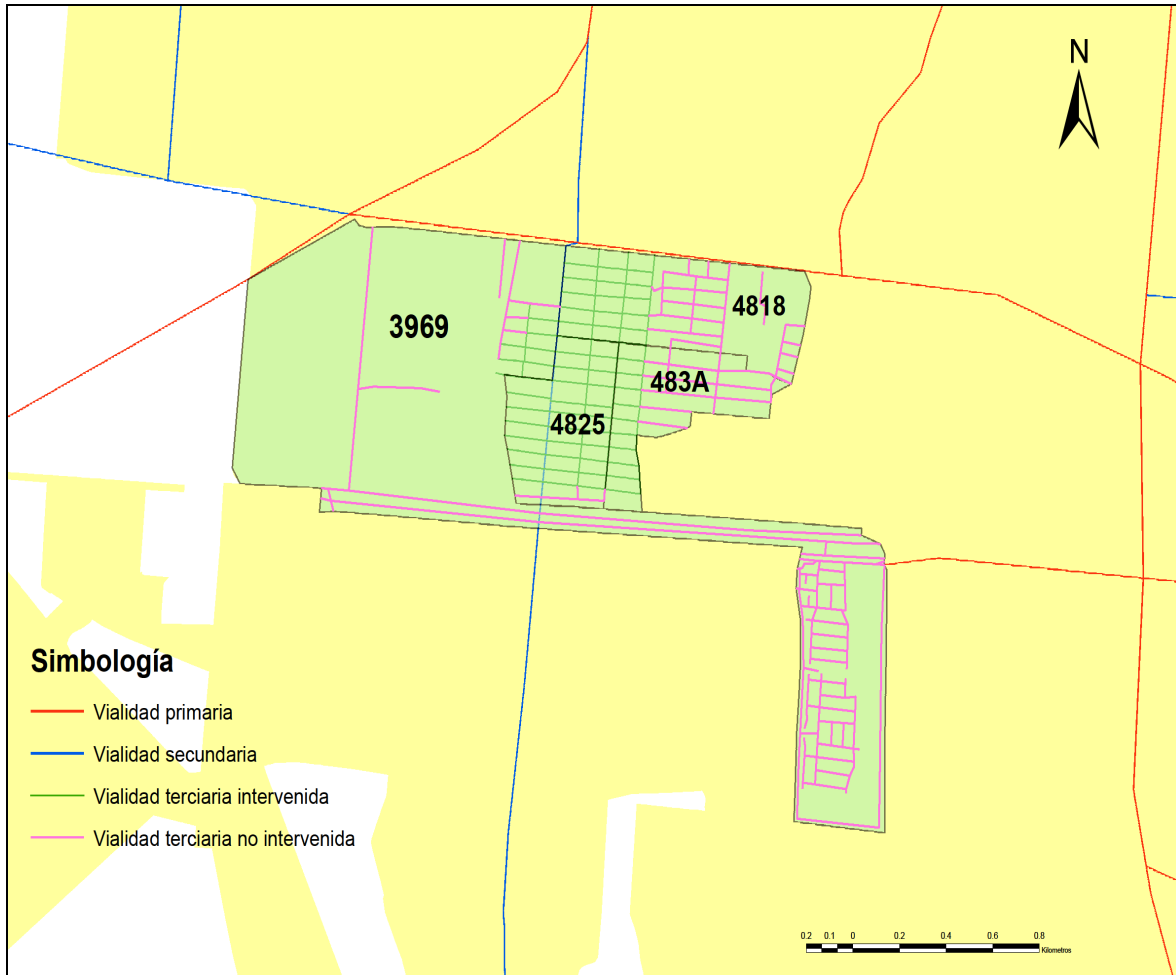 N
4818
3969
483A
4825
Simbología
Vialidad primaria
Vialidad secundaria
Vialidad terciaria intervenida
Vialidad terciaria no intervenida
0.2 0.1 0 0.2 0.4 0.6 0.8
Kilometros